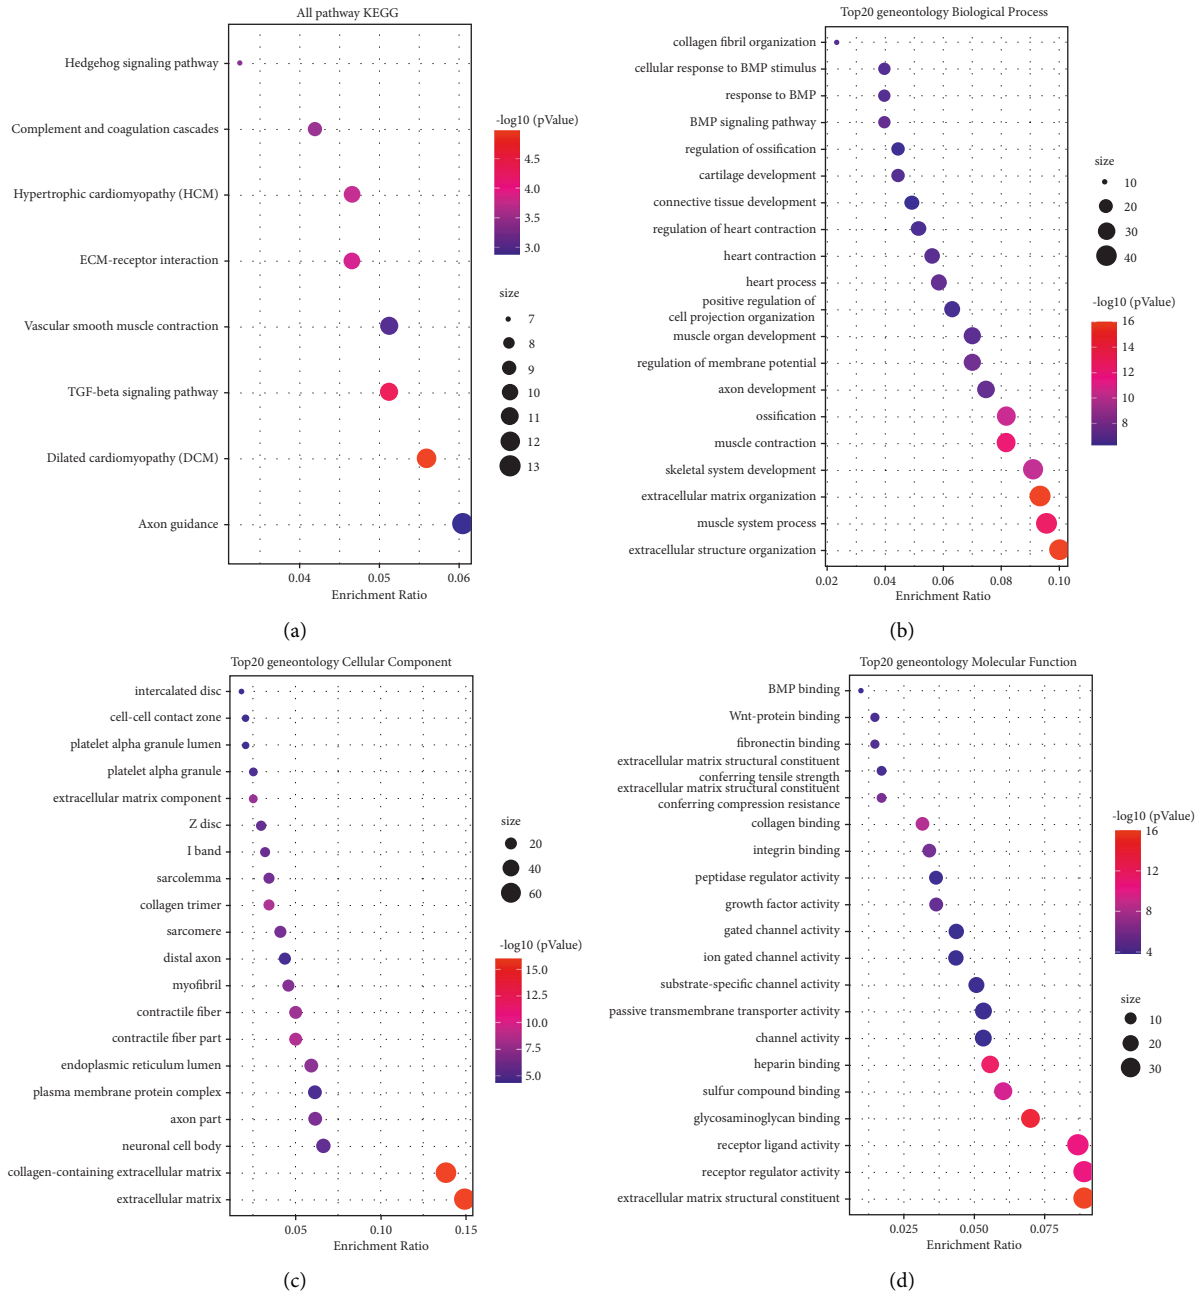 All pathway KEGG
Hedgehog signaling pathway
Complement and coagulation cascades
Hypertrophic cardiomyopathy (HCM)
ECM-receptor interaction
Vascular smooth muscle contraction
TGF-beta signaling pathway
Dilated cardiomyopathy (DCM)
Axon guidance
0.04 0.05 0.06
Enrichment Ratio
-log10 (pValue)
4.5
4.0
3.5
3.0
size
7
8
9
10
11
12
13
(a)
Top20 geneontology Biological Process
collagen fibril organization
cellular response to BMP stimulus
response to BMP
BMP signaling pathway
regulation of ossification
cartilage development
connective tissue development
regulation of heart contraction
heart contraction
heart process
positive regulation of
cell projection organization
muscle organ development
regulation of membrane potential
axon development
ossification
muscle contraction
skeletal system development
extracellular matrix organization
muscle system process
extracellular structure organization
0.02 0.04 0.06 0.08 0.10
Enrichment Ratio
size
10
20
30
40
-log10 (pValue)
16
14
12
10
8
(b)
Top20 geneontology Cellular Component
intercalated disc
cell-cell contact zone
platelet alpha granule lumen
platelet alpha granule
extracellular matrix component
Z disc
I band
sarcolemma
collagen trimer
sarcomere
distal axon
myofibril
contractile fiber
contractile fiber part
endoplasmic reticulum lumen
plasma membrane protein complex
axon part
neuronal cell body
collagen-containing extracellular matrix
extracellular matrix
0.05 0.10 0.15
Enrichment Ratio
size
20
40
60
-log10 (pValue)
15.0
12.5
10.0
7.5
5.0
(c)
Top20 geneontology Molecular Function
BMP binding
Wnt-protein binding
fibronectin binding
extracellular matrix structural constituent
conferring tensile strength
extracellular matrix structural constituent
conferring compression resistance
collagen binding
integrin binding
peptidase regulator activity
growth factor activity
gated channel activity
ion gated channel activity
substrate-specific channel activity
passive transmembrane transporter activity
channel activity
heparin binding
sulfur compound binding
glycosaminoglycan binding
receptor ligand activity
receptor regulator activity
extracellular matrix structural constituent
0.025 0.050 0.075
Enrichment Ratio
-log10 (pValue)
16
12
8
4
size
10
20
30
(d)